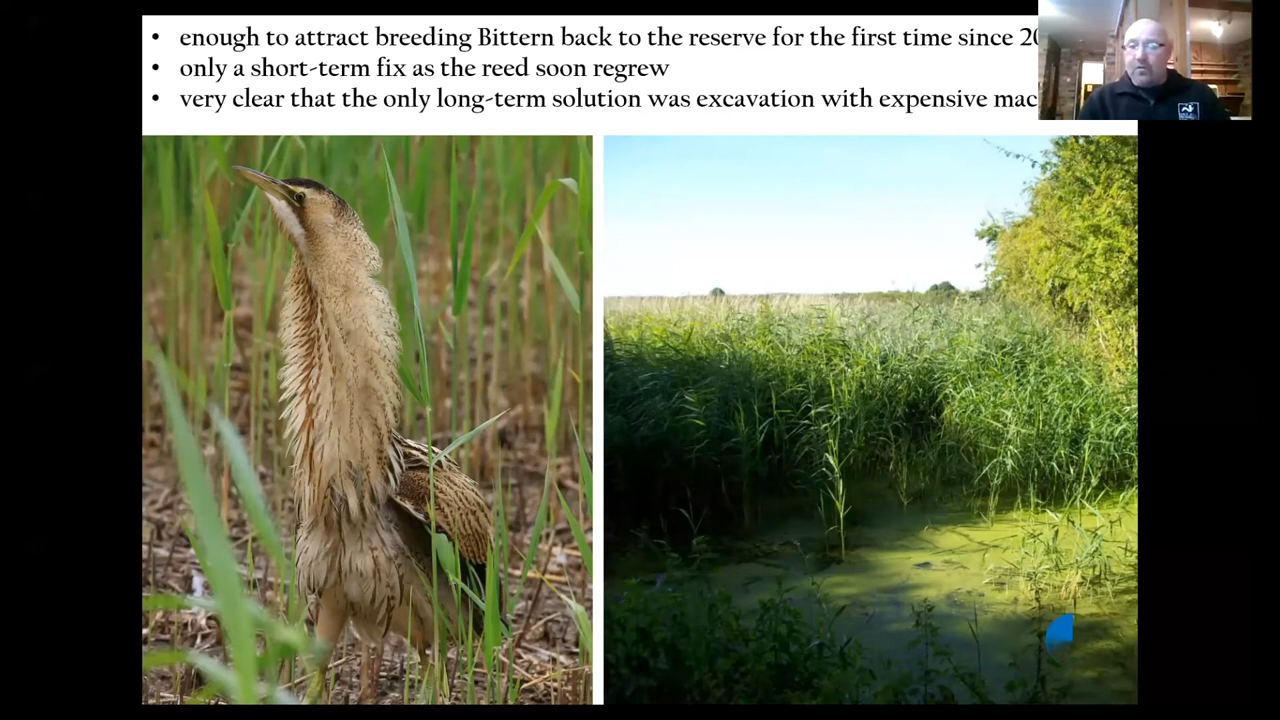 • enough to attract breeding Bittern back to the reserve for the first time since
• only a short-term fix as the reed soon regrew
• very clear that the only long-term solution was excavation with expensive